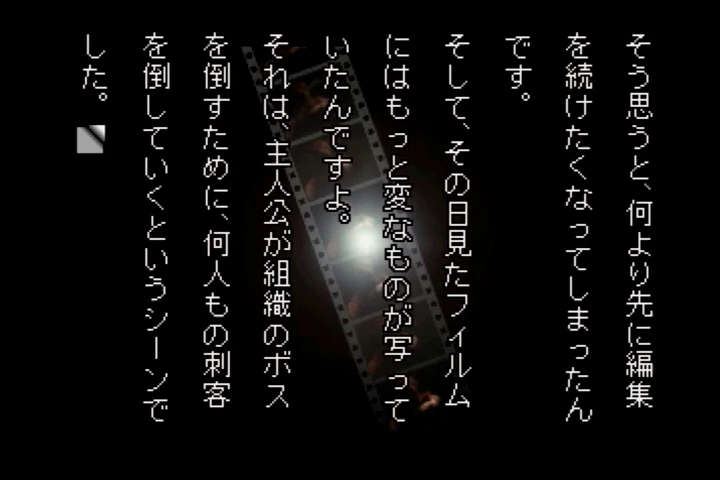 そう思うと、何より先に編集
を続けたくなってしまったん
です。
そして、その日見たフィルム
にはもっと変なものが写って
いたんですよ。
それは、主人公が組織のボス
を倒すために、何人もの刺客
を倒していくというシーンで
した。